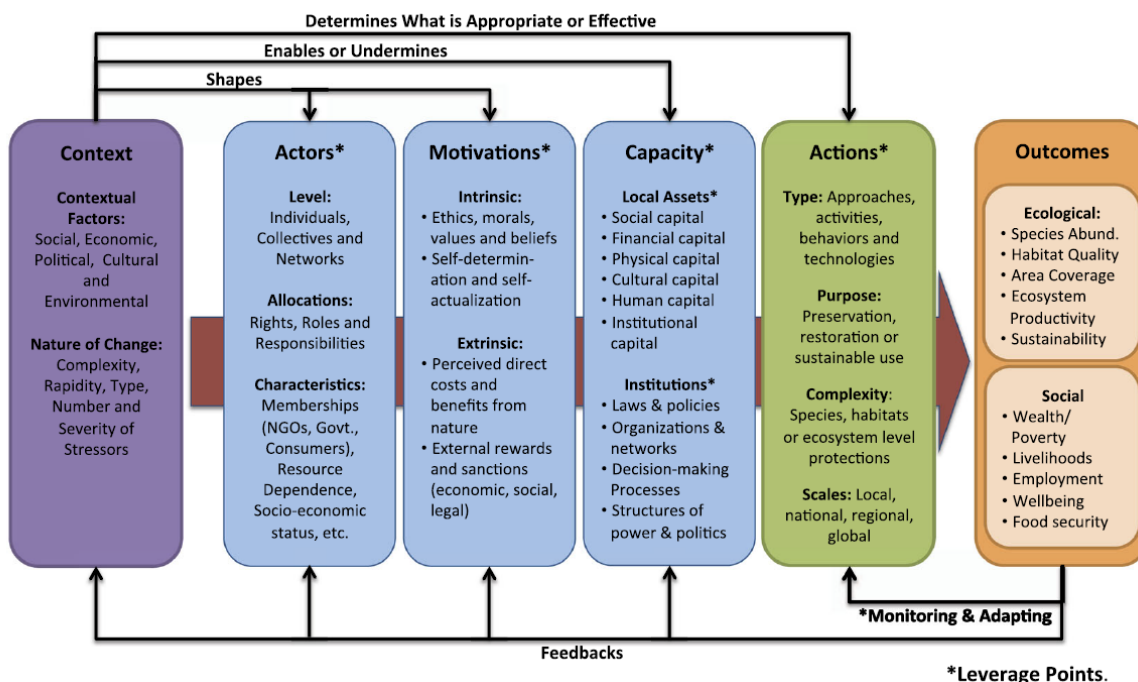 Determines What is Appropriate or Effective
Enables or Undermines
Shapes
Context
Contextual
Factors:
Social, Economic,
Political, Cultural
and
Environmental
Nature of Change:
Complexity,
Rapidity, Type,
Number and
Severity of
Stressors
Actors*
Level:
Individuals,
Collectives and
Networks
Allocations:
Rights, Roles and
Responsibilities
Characteristics:
Memberships
(NGOs, Govt.,
Consumers),
Resource
Dependence,
Socio-economic
status, etc.
Motivations*
Intrinsic:
• Ethics, morals,
values and beliefs
• Self-determin-
ation and self-
actualization
Extrinsic:
• Perceived direct
costs and
benefits from
nature
• External rewards
and sanctions
(economic, social,
legal)
Capacity*
Local Assets*
• Social capital
• Financial capital
• Physical capital
• Cultural capital
• Human capital
• Institutional
capital
Institutions*
• Laws & policies
• Organizations &
networks
• Decision-making
Processes
• Structures of
power & politics
Actions*
Type: Approaches,
activities,
behaviors and
technologies
Purpose:
Preservation,
restoration or
sustainable use
Complexity:
Species, habitats
or ecosystem level
protections
Scales: Local,
national, regional,
global
Outcomes
Ecological:
• Species Abund.
• Habitat Quality
• Area Coverage
• Ecosystem
Productivity
• Sustainability
Social
• Wealth/
Poverty
• Livelihoods
• Employment
• Wellbeing
• Food security
*Monitoring & Adapting
Feedbacks
*Leverage Points.